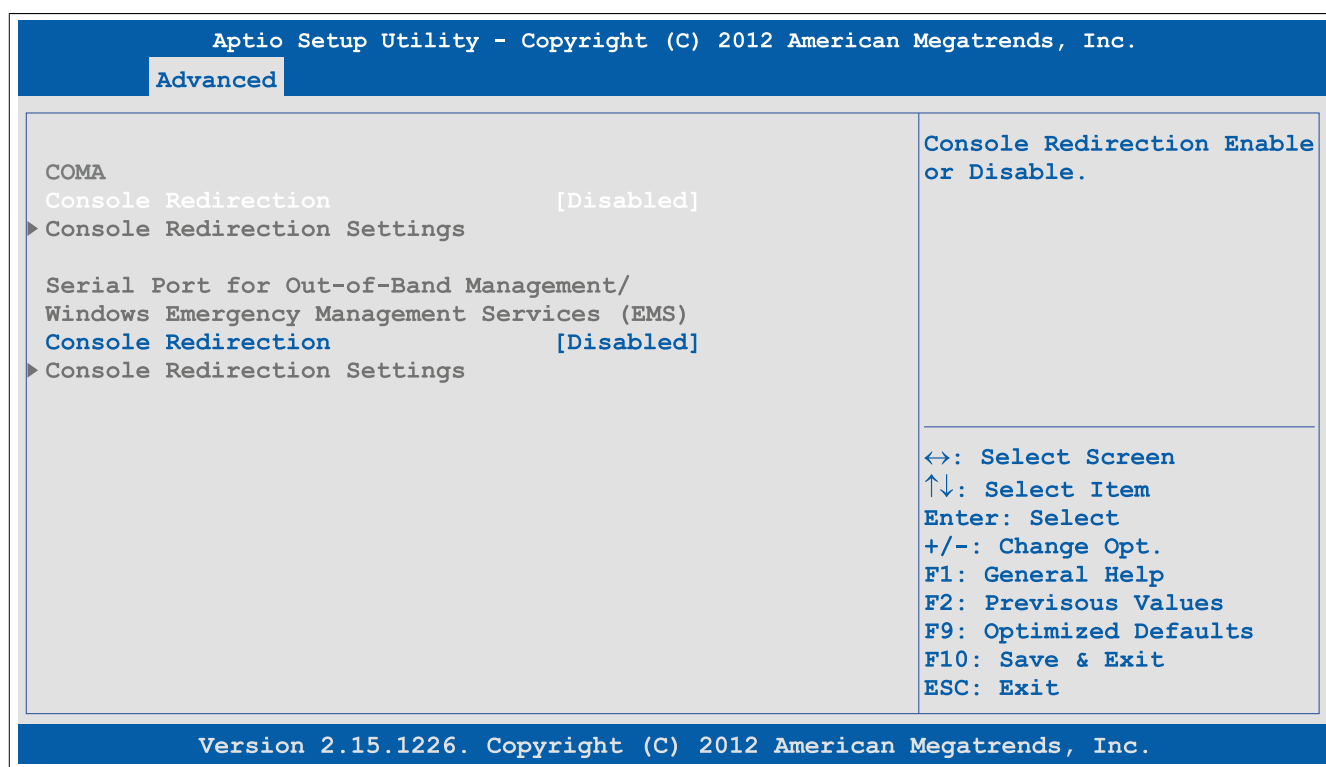 Aptio Setup Utility - Copyright (C) 2012 American Megatrends, Inc.
Advanced
COMA
Console Redirection [Disabled]
▶ Console Redirection Settings
Serial Port for Out-of-Band Management/
Windows Emergency Management Services (EMS)
Console Redirection [Disabled]
▶ Console Redirection Settings
Console Redirection Enable
or Disable.
↔: Select Screen
↑↓: Select Item
Enter: Select
+/-: Change Opt.
F1: General Help
F2: Previsous Values
F9: Optimized Defaults
F10: Save & Exit
ESC: Exit
Version 2.15.1226. Copyright (C) 2012 American Megatrends, Inc.